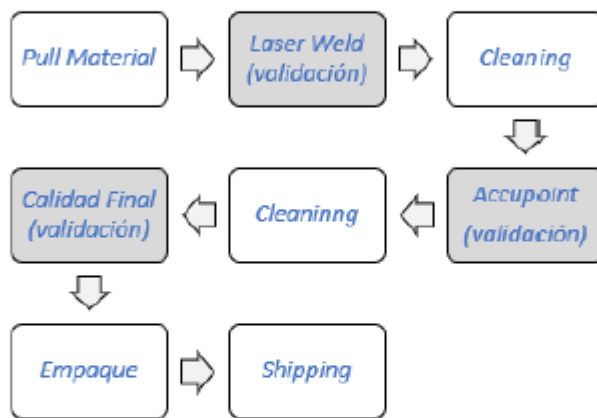 Pull Material
Laser Weld
(validación)
Cleaning
Accupoint
(validación)
Cleaninng
Calidad Final
(validación)
Empaque
Shipping